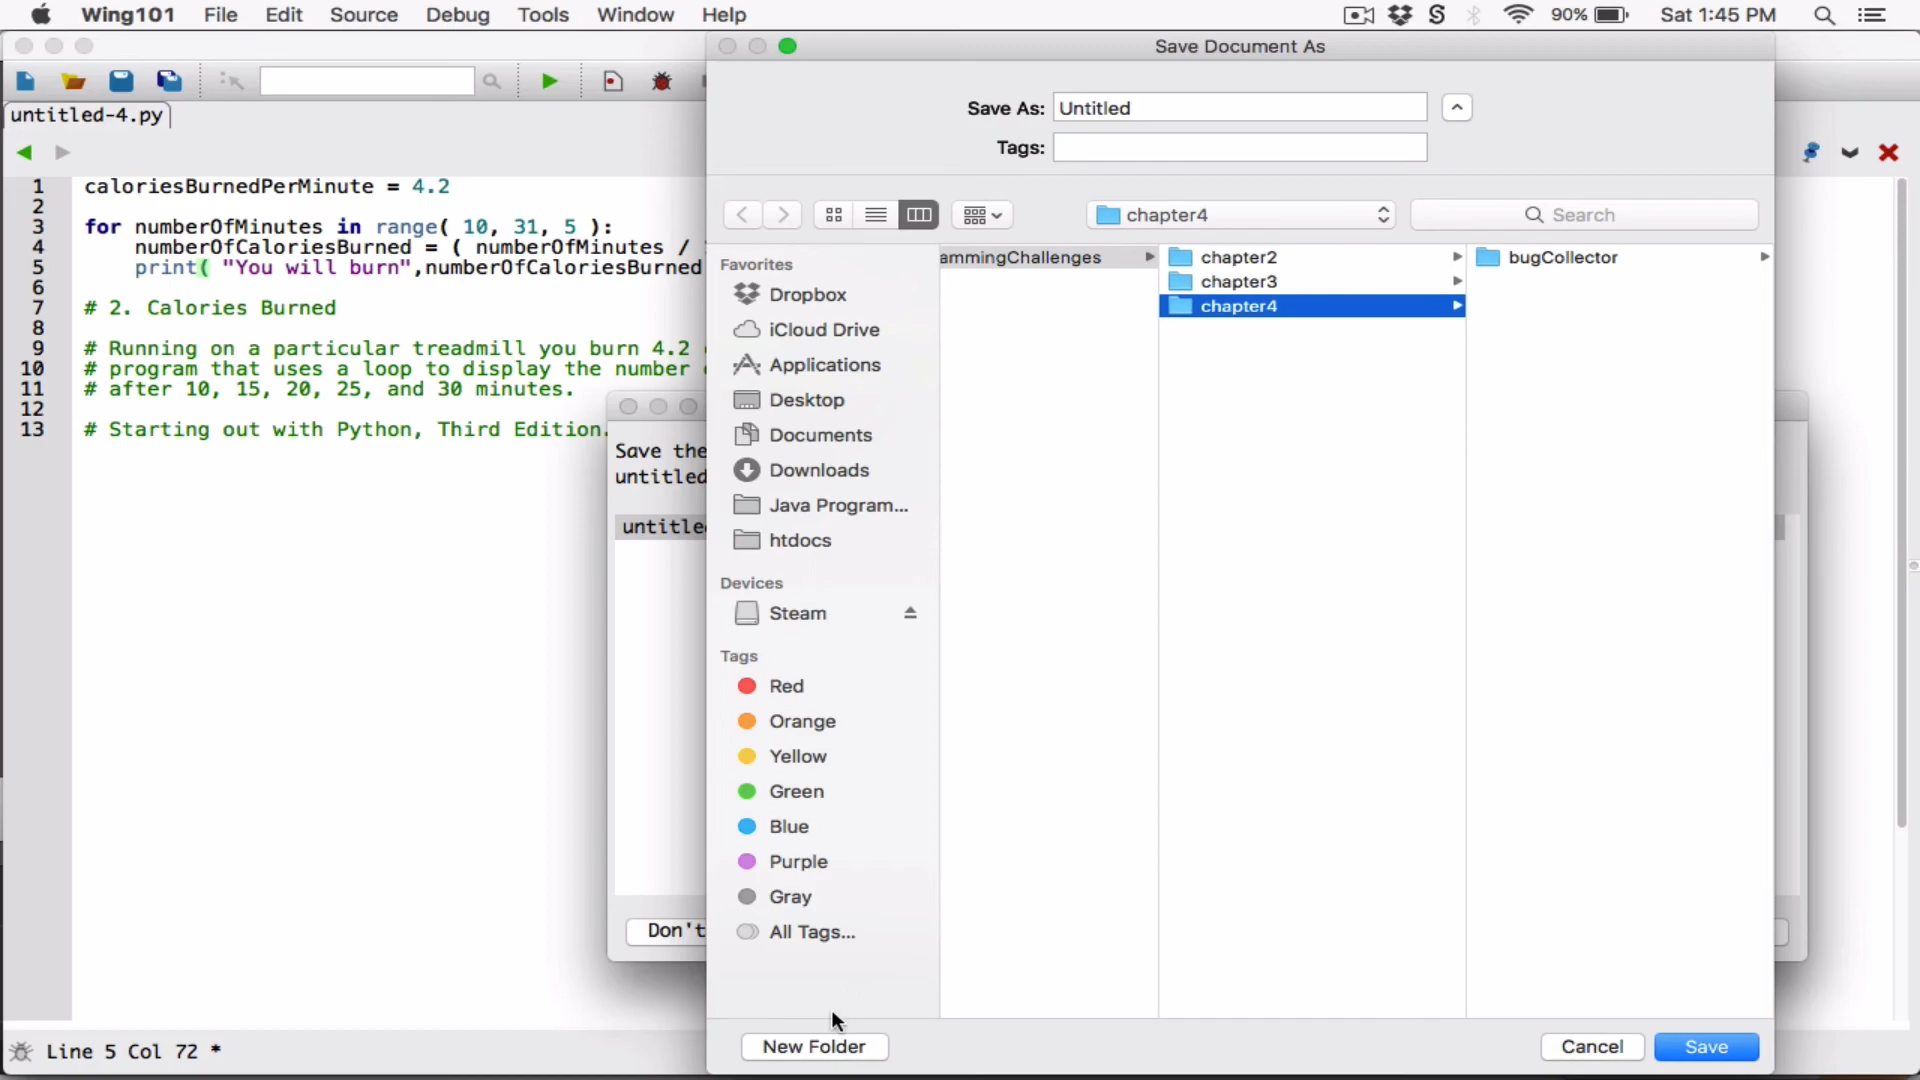 Wing101 File Edit Source Debug Tools Window Help 90% Sat 1:45 PM
Save Document As
untitled-4.py
Save As: Untitled
Tags:
chapter4
Search
1 caloriesBurnedPerMinute = 4.2
2
3 for numberOfMinutes in range( 10, 31, 5 ):
4 numberOfCaloriesBurned = ( numberOfMinutes /
5 print( "You will burn",numberOfCaloriesBurned
6
7 # 2. Calories Burned
8
9 # Running on a particular treadmill you burn 4.2
10 # program that uses a loop to display the number
11 # after 10, 15, 20, 25, and 30 minutes.
12
13 # Starting out with Python, Third Edition.
Save the
untitled
untitle
Don't
Favorites
Dropbox
iCloud Drive
Applications
Desktop
Documents
Downloads
Java Program...
htdocs
Devices
Steam
Tags
Red
Orange
Yellow
Green
Blue
Purple
Gray
All Tags...
ammingChallenges
chapter2
chapter3
chapter4
bugCollector
New Folder
Cancel
Save
Line 5 Col 72 *